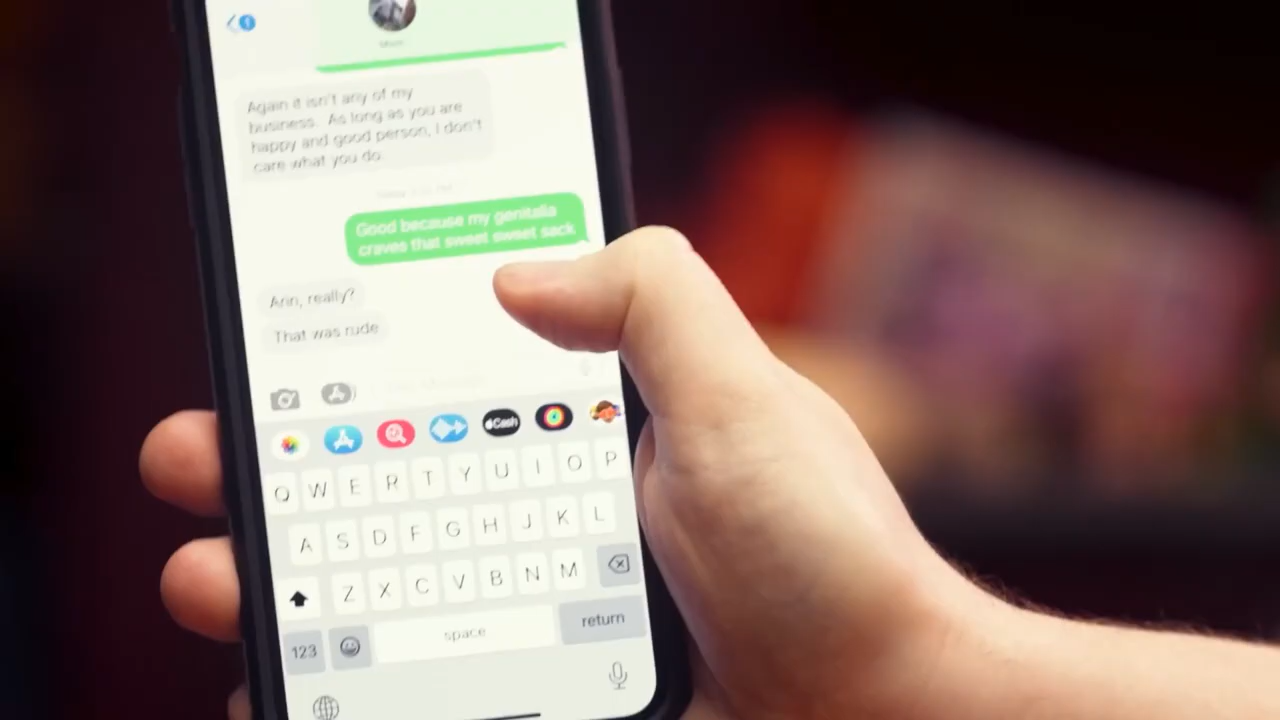 Mom
Again it isn't any of my
business. As long as you are
happy and good person, I don't
care what you do
Good because my genitalia
craves that sweet sweet sack
Ann, really?
That was rude
Cash
Q W E R T Y U I O P
A S D F G H J K L
Z X C V B N M
123 space return